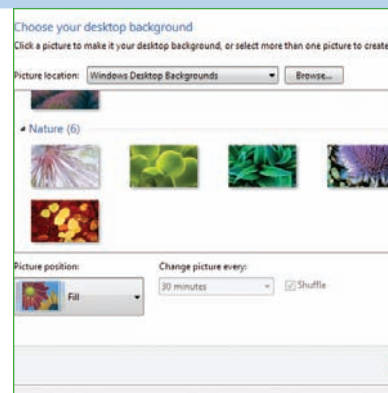 Choose your desktop background
Click a picture to make it your desktop background, or select more than one picture to create
Picture location: Windows Desktop Backgrounds Browse...
Nature (6)
Picture position: Change picture every:
Fill 30 minutes Shuffle